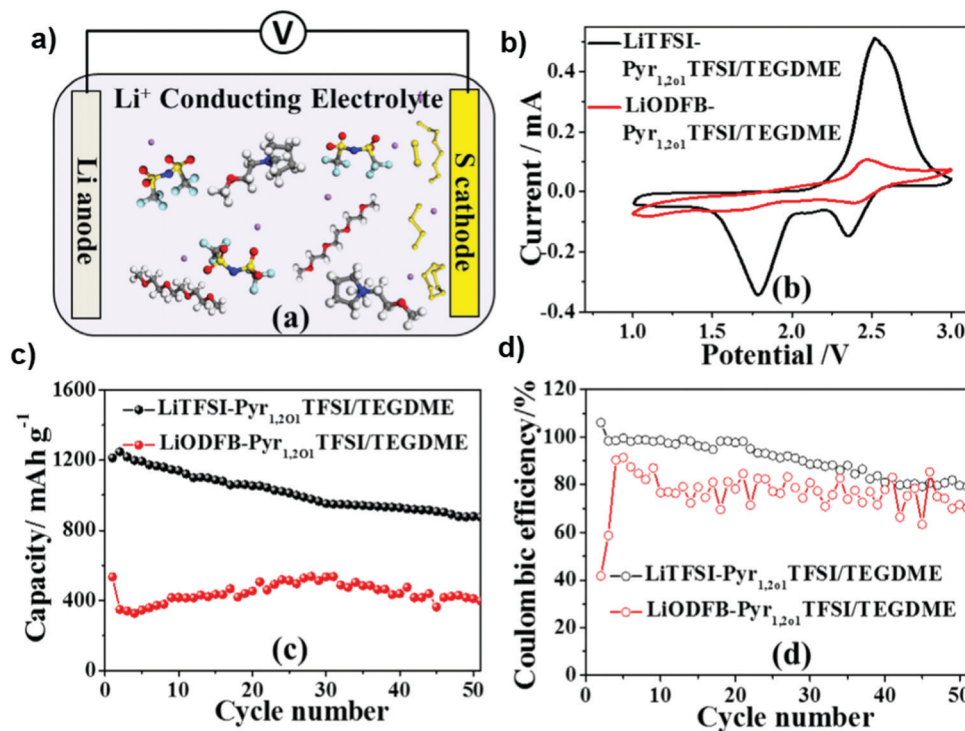 a)
V
Li⁺ Conducting Electrolyte
Li anode
S cathode
(a)
b)
LiTFSI-
Pyr₁,₂ₒ₁TFSI/TEGDME
LiODFB-
Pyr₁,₂ₒ₁TFSI/TEGDME
Current / mA
0.4
0.2
0.0
-0.2
-0.4
(b)
1.0 1.5 2.0 2.5 3.0
Potential /V
c)
LiTFSI-Pyr₁,₂₀₁TFSI/TEGDME
LiODFB-Pyr₁,₂₀₁TFSI/TEGDME
Capacity/ mAh g⁻¹
1600
1200
800
400
0
(c)
0 10 20 30 40 50
Cycle number
d)
Coulombic efficiency/%
120
100
80
60
40
20
0
LiTFSI-Pyr₁,₂ₒ₁TFSI/TEGDME
LiODFB-Pyr₁,₂ₒ₁TFSI/TEGDME
(d)
0 10 20 30 40 50
Cycle number